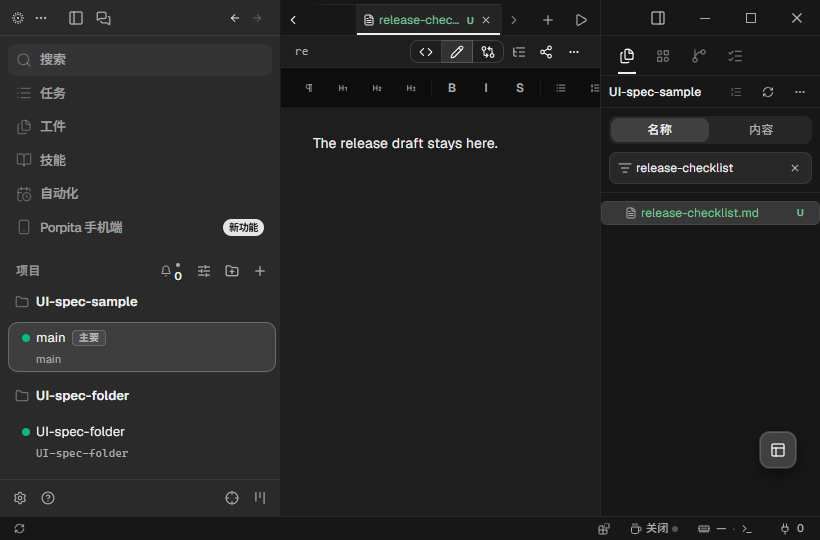 搜索
任务
工件
技能
自动化
Porpita 手机端 新功能
项目 0
UI-spec-sample
main 主要
main
UI-spec-folder
UI-spec-folder
UI-spec-folder
release-chec... U
re
H1 H2 H3 B I S
The release draft stays here.
UI-spec-sample
名称 内容
release-checklist
release-checklist.md U
关闭 — · 0